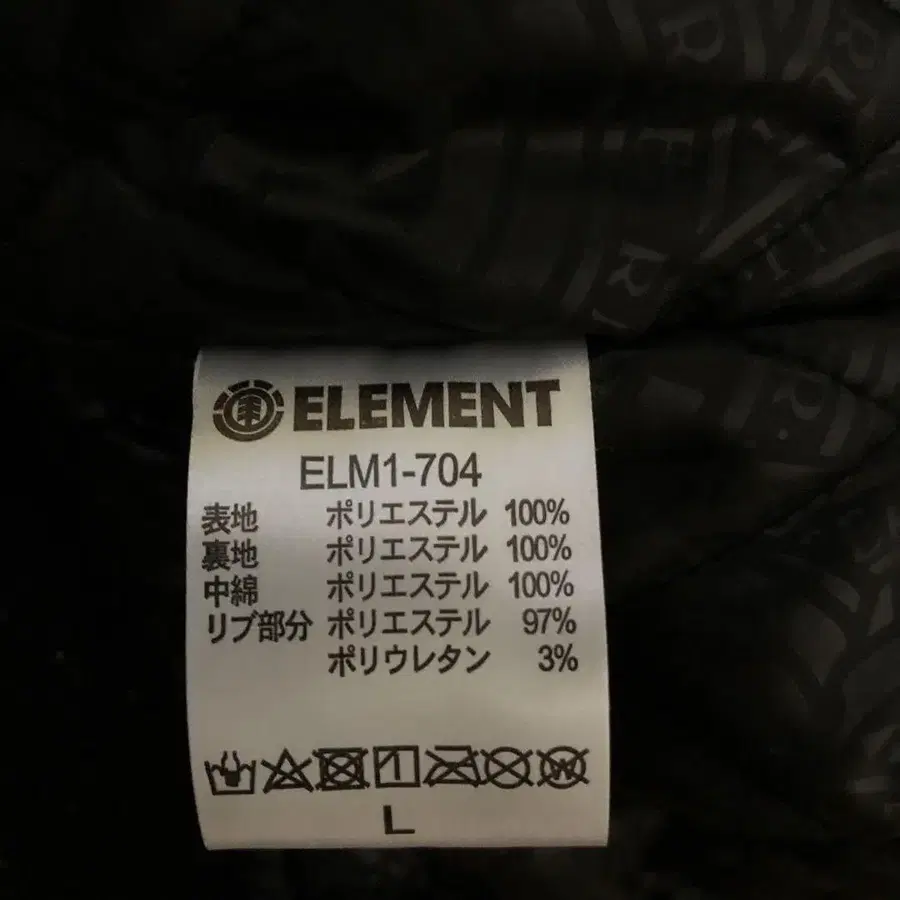 ELEMENT
ELM1-704
表地 ポリエステル 100%
裏地 ポリエステル 100%
中綿 ポリエステル 100%
リブ部分 ポリエステル 97%
ポリウレタン 3%
W
L